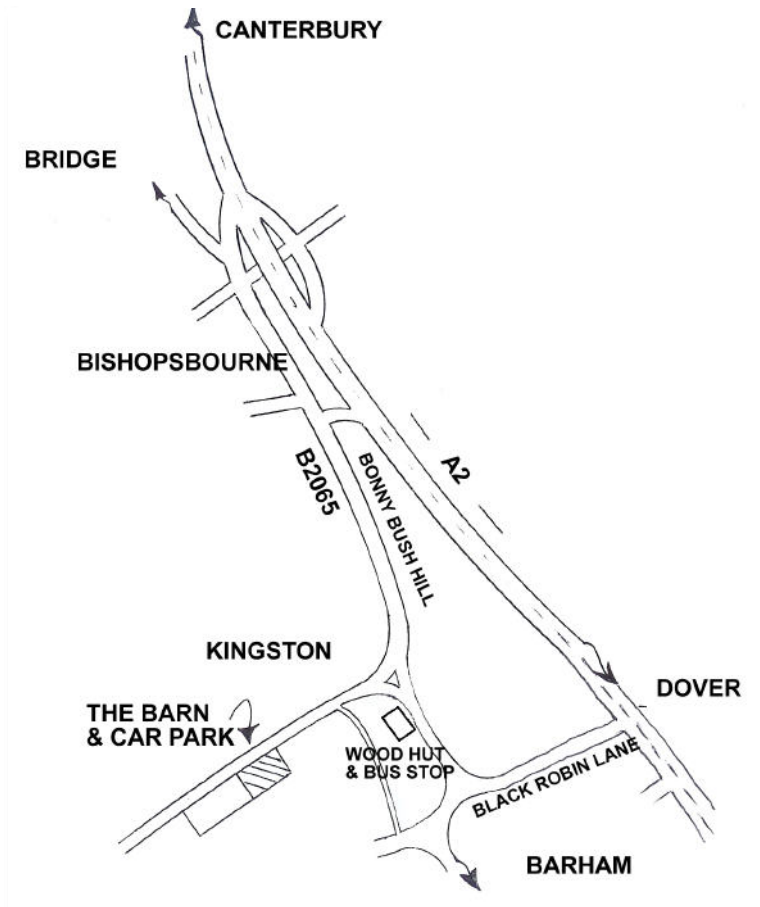 CANTERBURY
BRIDGE
BISHOPSBOURNE
A2
B2065
BONNY BUSH HILL
KINGSTON
DOVER
THE BARN
& CAR PARK
WOOD HUT
& BUS STOP
BLACK ROBIN LANE
BARHAM